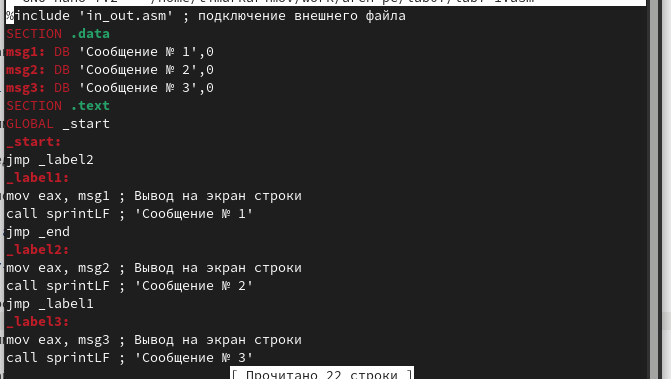 %include 'in_out.asm' ; подключение внешнего файла
SECTION .data
msg1: DB 'Сообщение № 1',0
msg2: DB 'Сообщение № 2',0
msg3: DB 'Сообщение № 3',0
SECTION .text
GLOBAL _start
_start:
jmp _label2
_label1:
mov eax, msg1 ; Вывод на экран строки
call sprintLF ; 'Сообщение № 1'
jmp _end
_label2:
mov eax, msg2 ; Вывод на экран строки
call sprintLF ; 'Сообщение № 2'
jmp _label1
_label3:
mov eax, msg3 ; Вывод на экран строки
call sprintLF ; 'Сообщение № 3'
[ Прочитано 22 строки ]